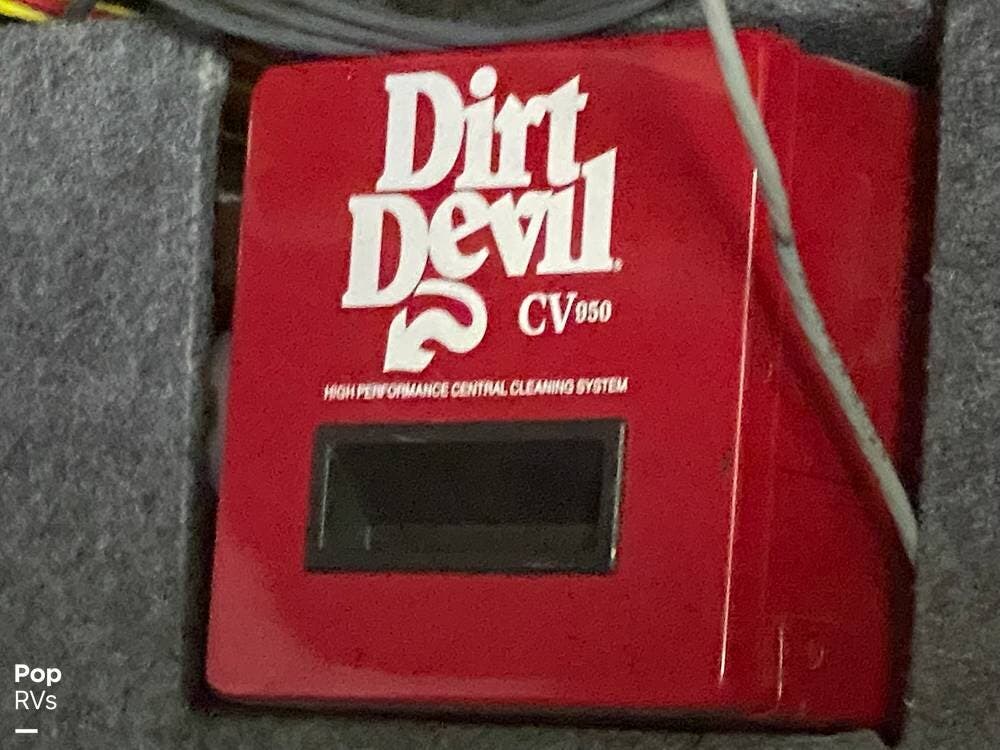 Dirt
Devil
CV950
HIGH PERFORMANCE CENTRAL CLEANING SYSTEM
Pop
RVs